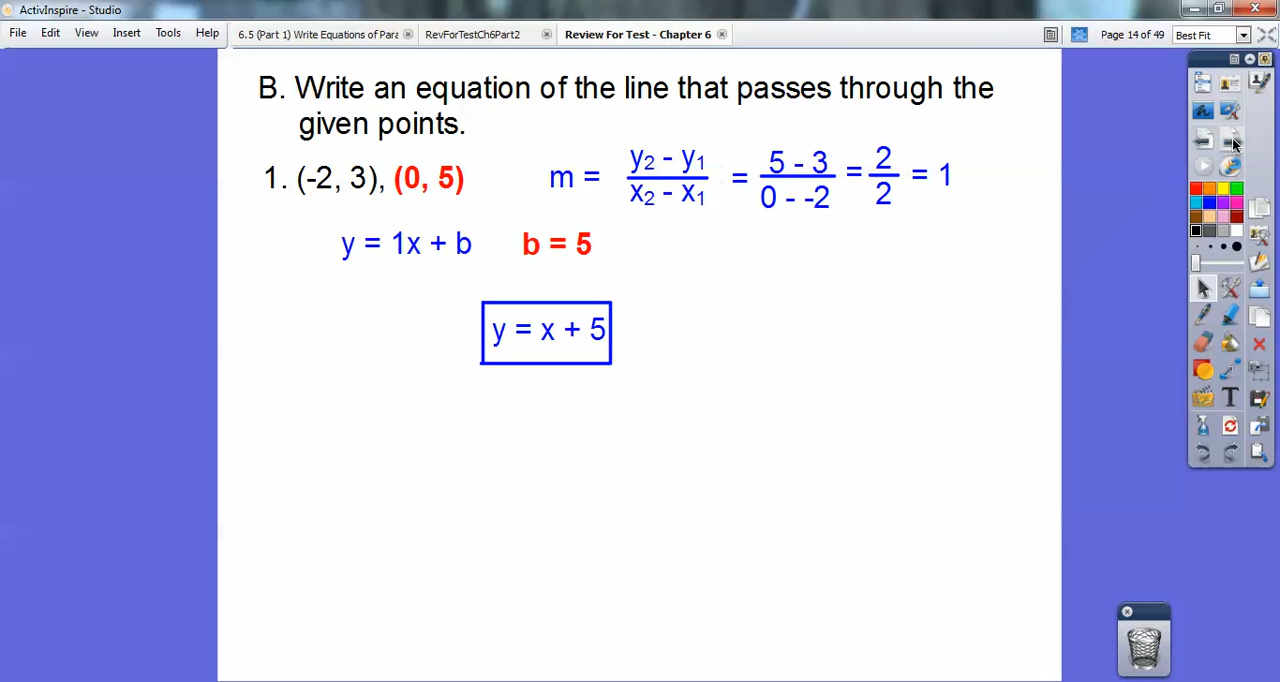 ActivInspire - Studio
File Edit View Insert Tools Help
6.5 (Part 1) Write Equations of Para
RevForTestCh6Part2
Review For Test - Chapter 6
Page 14 of 49
Best Fit
B. Write an equation of the line that passes through the
given points.
1. (-2, 3), (0, 5)
m = y₂ - y₁ / x₂ - x₁ = 5 - 3 / 0 - -2 = 2 / 2 = 1
y = 1x + b b = 5
y = x + 5
T